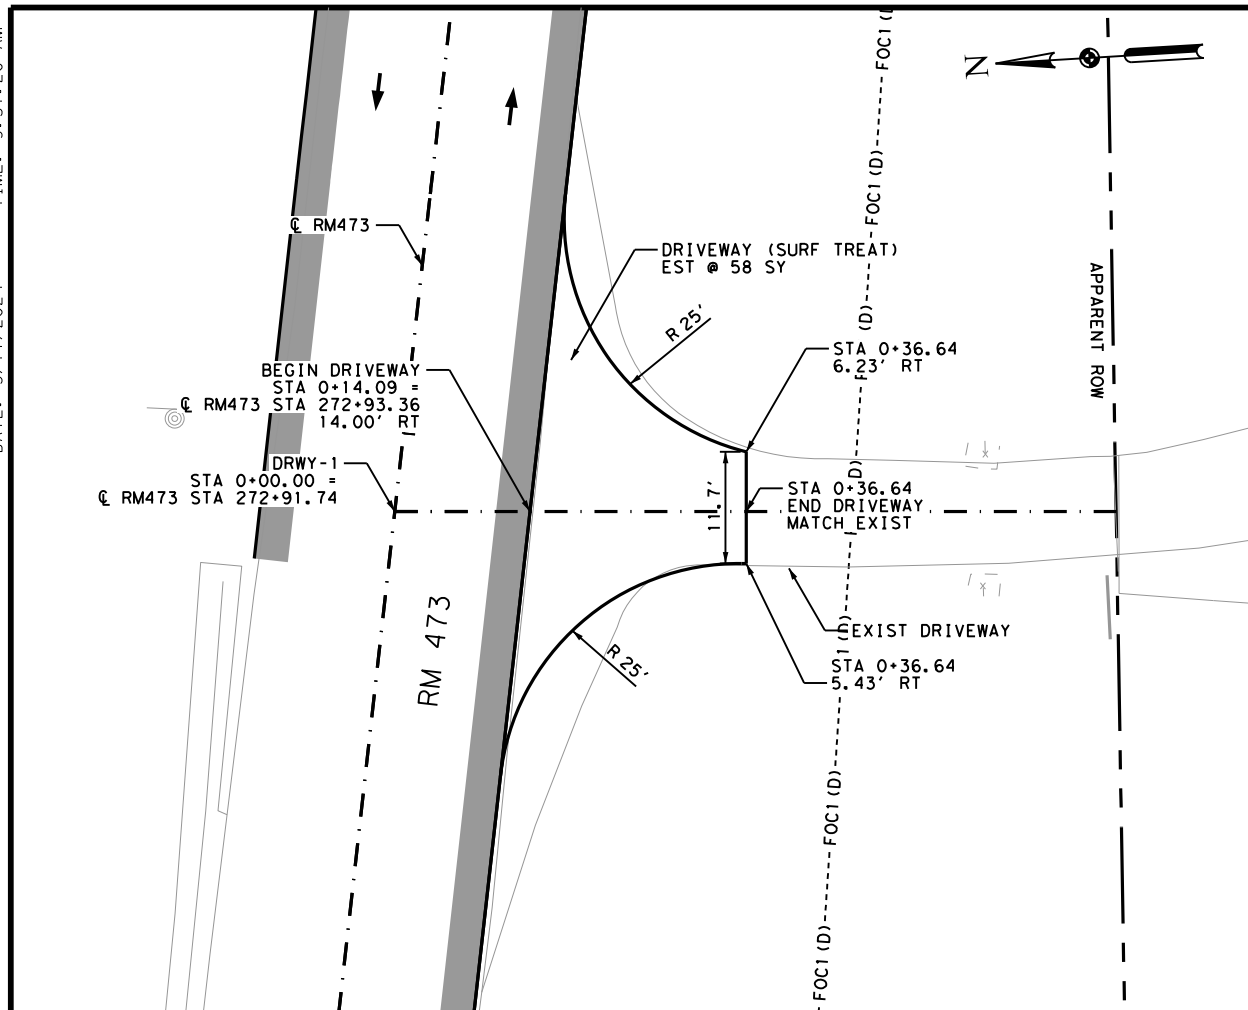 FOC1 (D)
N
FOC1 (D)
℄ RM473
DRIVEWAY (SURF TREAT)
EST @ 58 SY
APPARENT ROW
R 25'
(D)
STA 0+36.64
6.23' RT
BEGIN DRIVEWAY
STA 0+14.09 =
℄ RM473 STA 272+93.36
14.00' RT
DRWY-1
STA 0+00.00 =
℄ RM473 STA 272+91.74
11.7'
STA 0+36.64
END DRIVEWAY
MATCH EXIST
RM 473
EXIST DRIVEWAY
R 25'
STA 0+36.64
5.43' RT
FOC1 (D)
FOC1 (D)